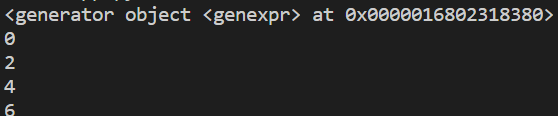 <generator object <genexpr> at 0x0000016802318380>
0
2
4
6